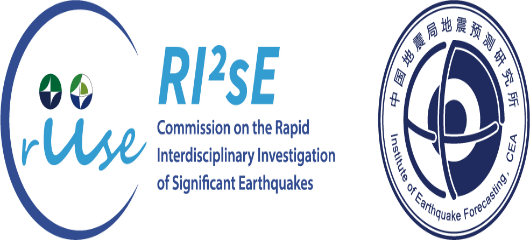 rüse
RI²sE
Commission on the Rapid
Interdisciplinary Investigation
of Significant Earthquakes
中国地震局地震预测研究所
Institute of Earthquake Forecasting, CEA